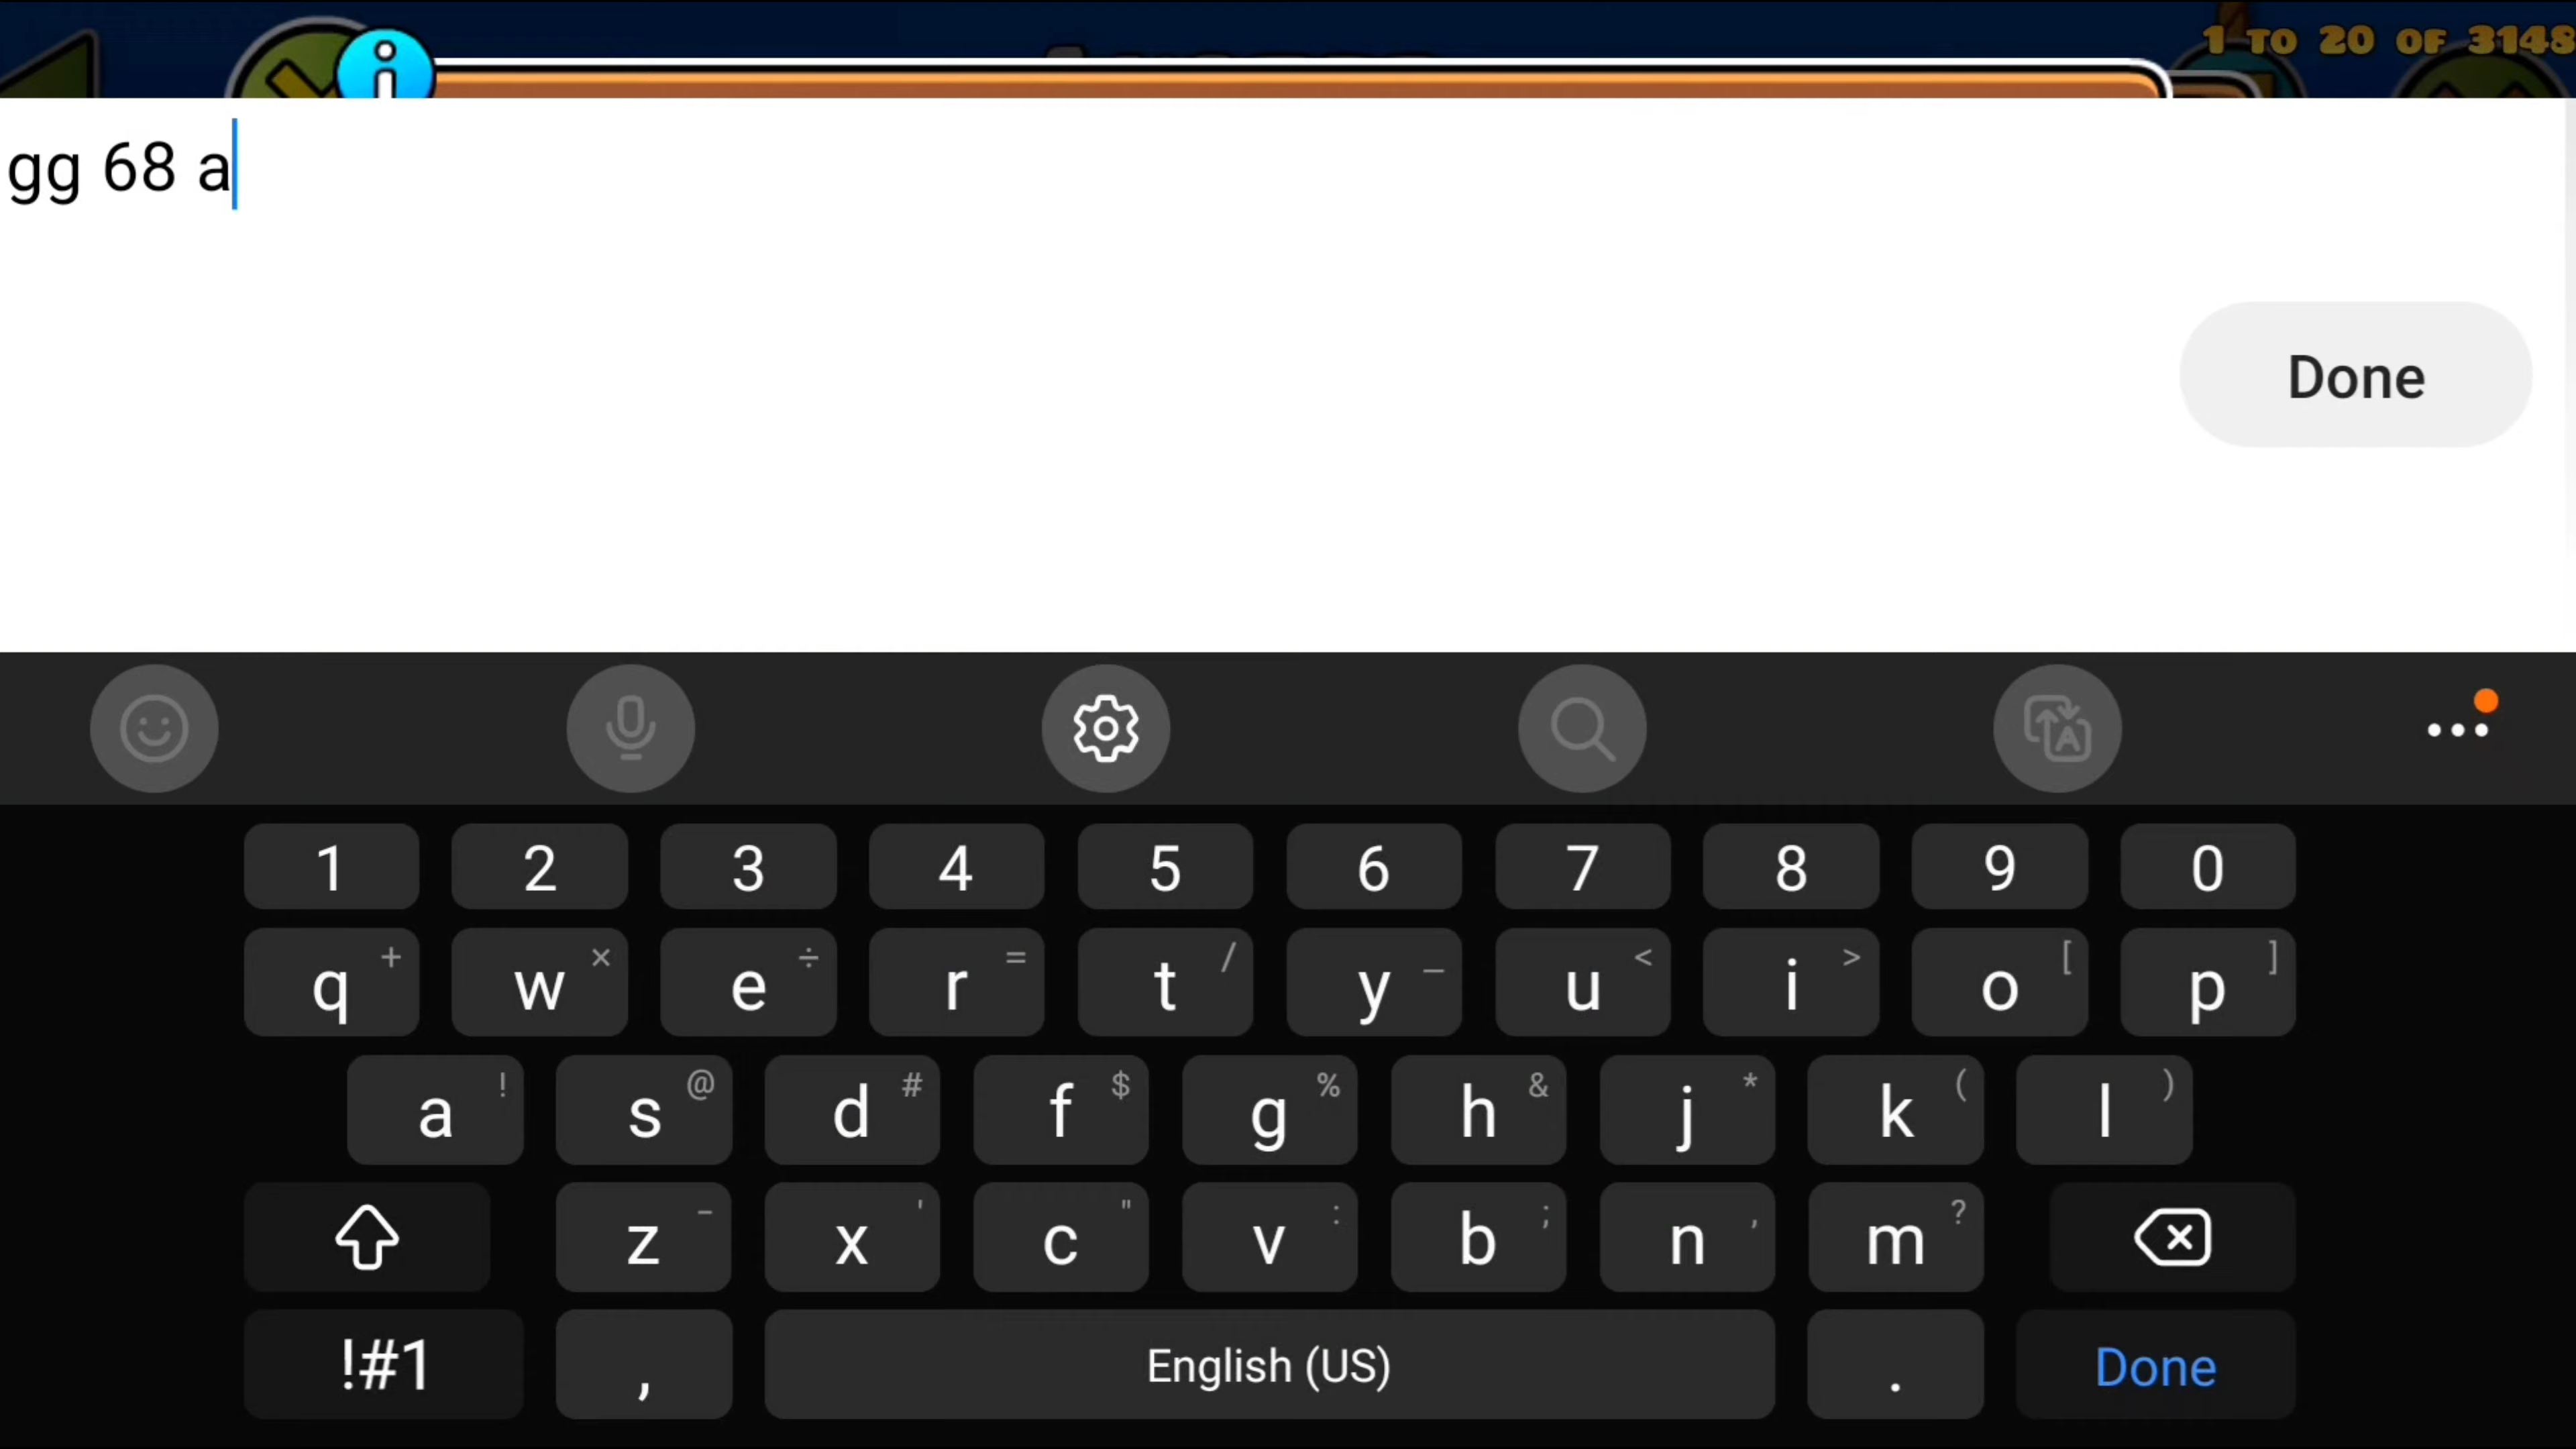 1 TO 20 OF 3148
gg 68 a
Done
1 2 3 4 5 6 7 8 9 0
q + w × e ÷ r = t / y _ u < i > o [ p ]
a ! s @ d # f $ g % h & j * k ( l )
z - x ' c " v : b ; n , m ?
!#1 , English (US) . Done